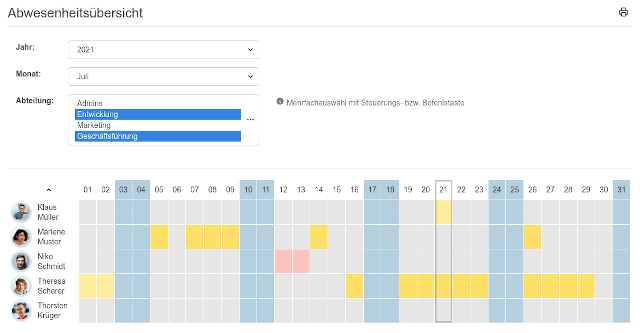 Abwesenheitsübersicht
Jahr:
2021
Monat:
Juli
Abteilung:
Admins
Entwicklung
Marketing
Geschäftsführung
...
Mehrfachauswahl mit Steuerungs- bzw. Befehlstaste
01 02 03 04 05 06 07 08 09 10 11 12 13 14 15 16 17 18 19 20 21 22 23 24 25 26 27 28 29 30 31
Klaus
Müller
Marlene
Muster
Niko
Schmidt
Theresa
Scherer
Thorsten
Krüger